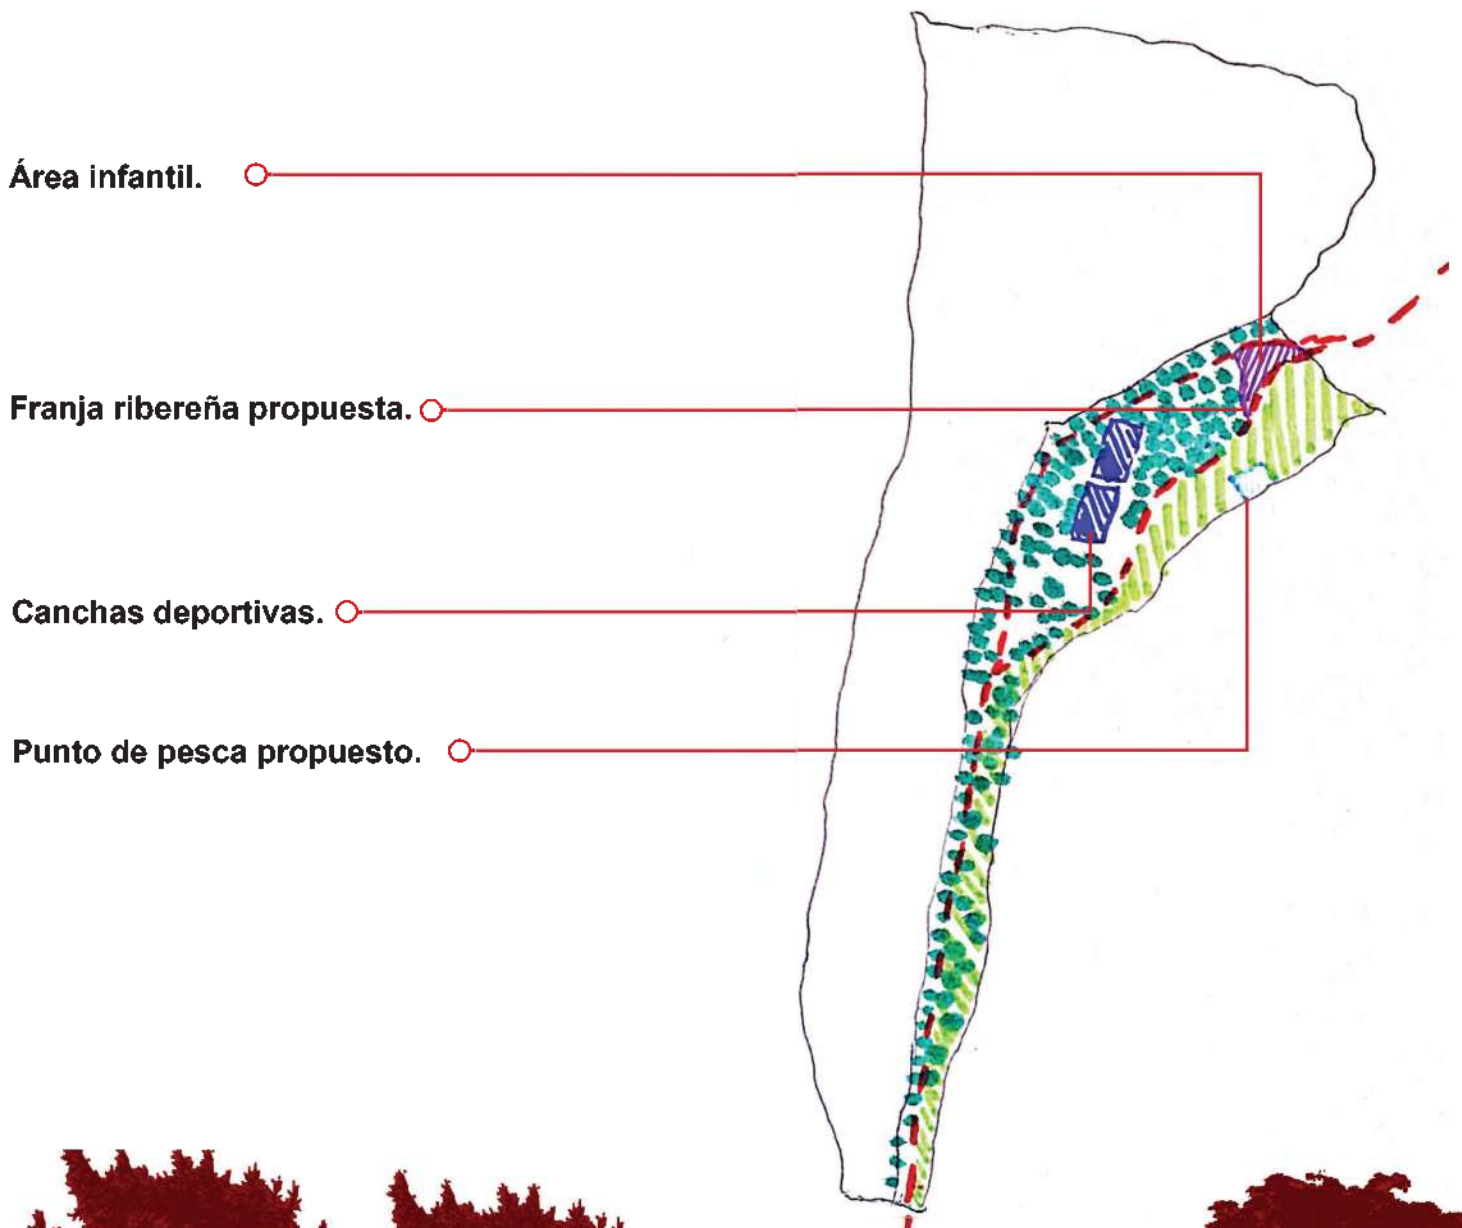 Área infantil.
Franja ribereña propuesta.
Canchas deportivas.
Punto de pesca propuesto.